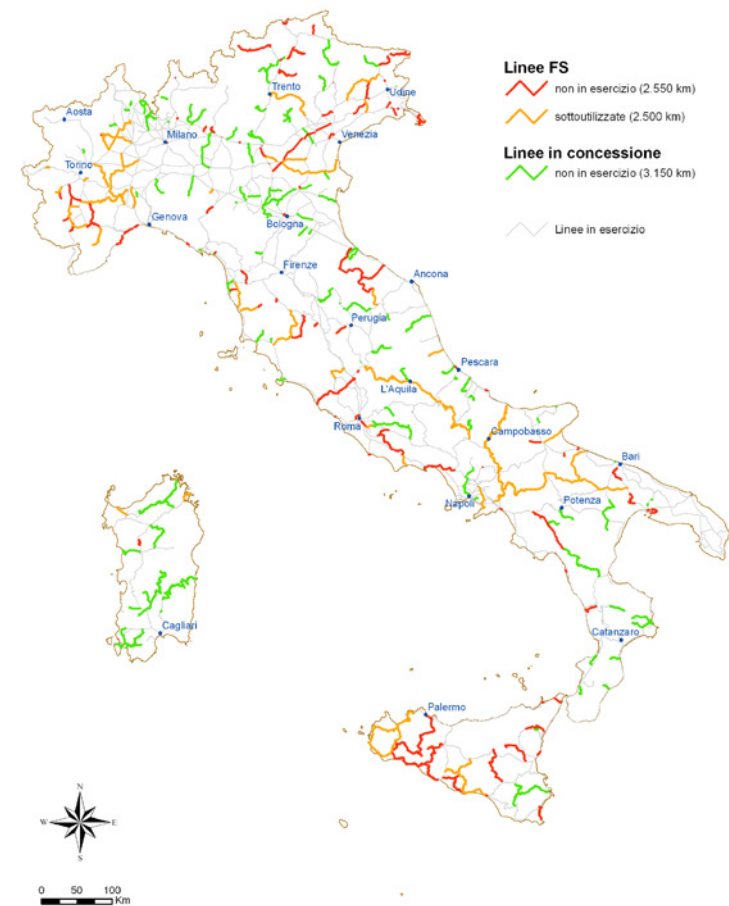 Linee FS
non in esercizio (2.550 km)
sottoutilizzate (2.500 km)
Linee in concessione
non in esercizio (3.150 km)
Linee in esercizio
Trento
Udine
Aosta
Milano
Venezia
Torino
Genova
Bologna
Firenze
Ancona
Perugia
Pescara
L'Aquila
Roma
Campobasso
Bari
Napoli
Potenza
Cagliari
Catanzaro
Palermo
N
W
E
S
0 50 100
Km